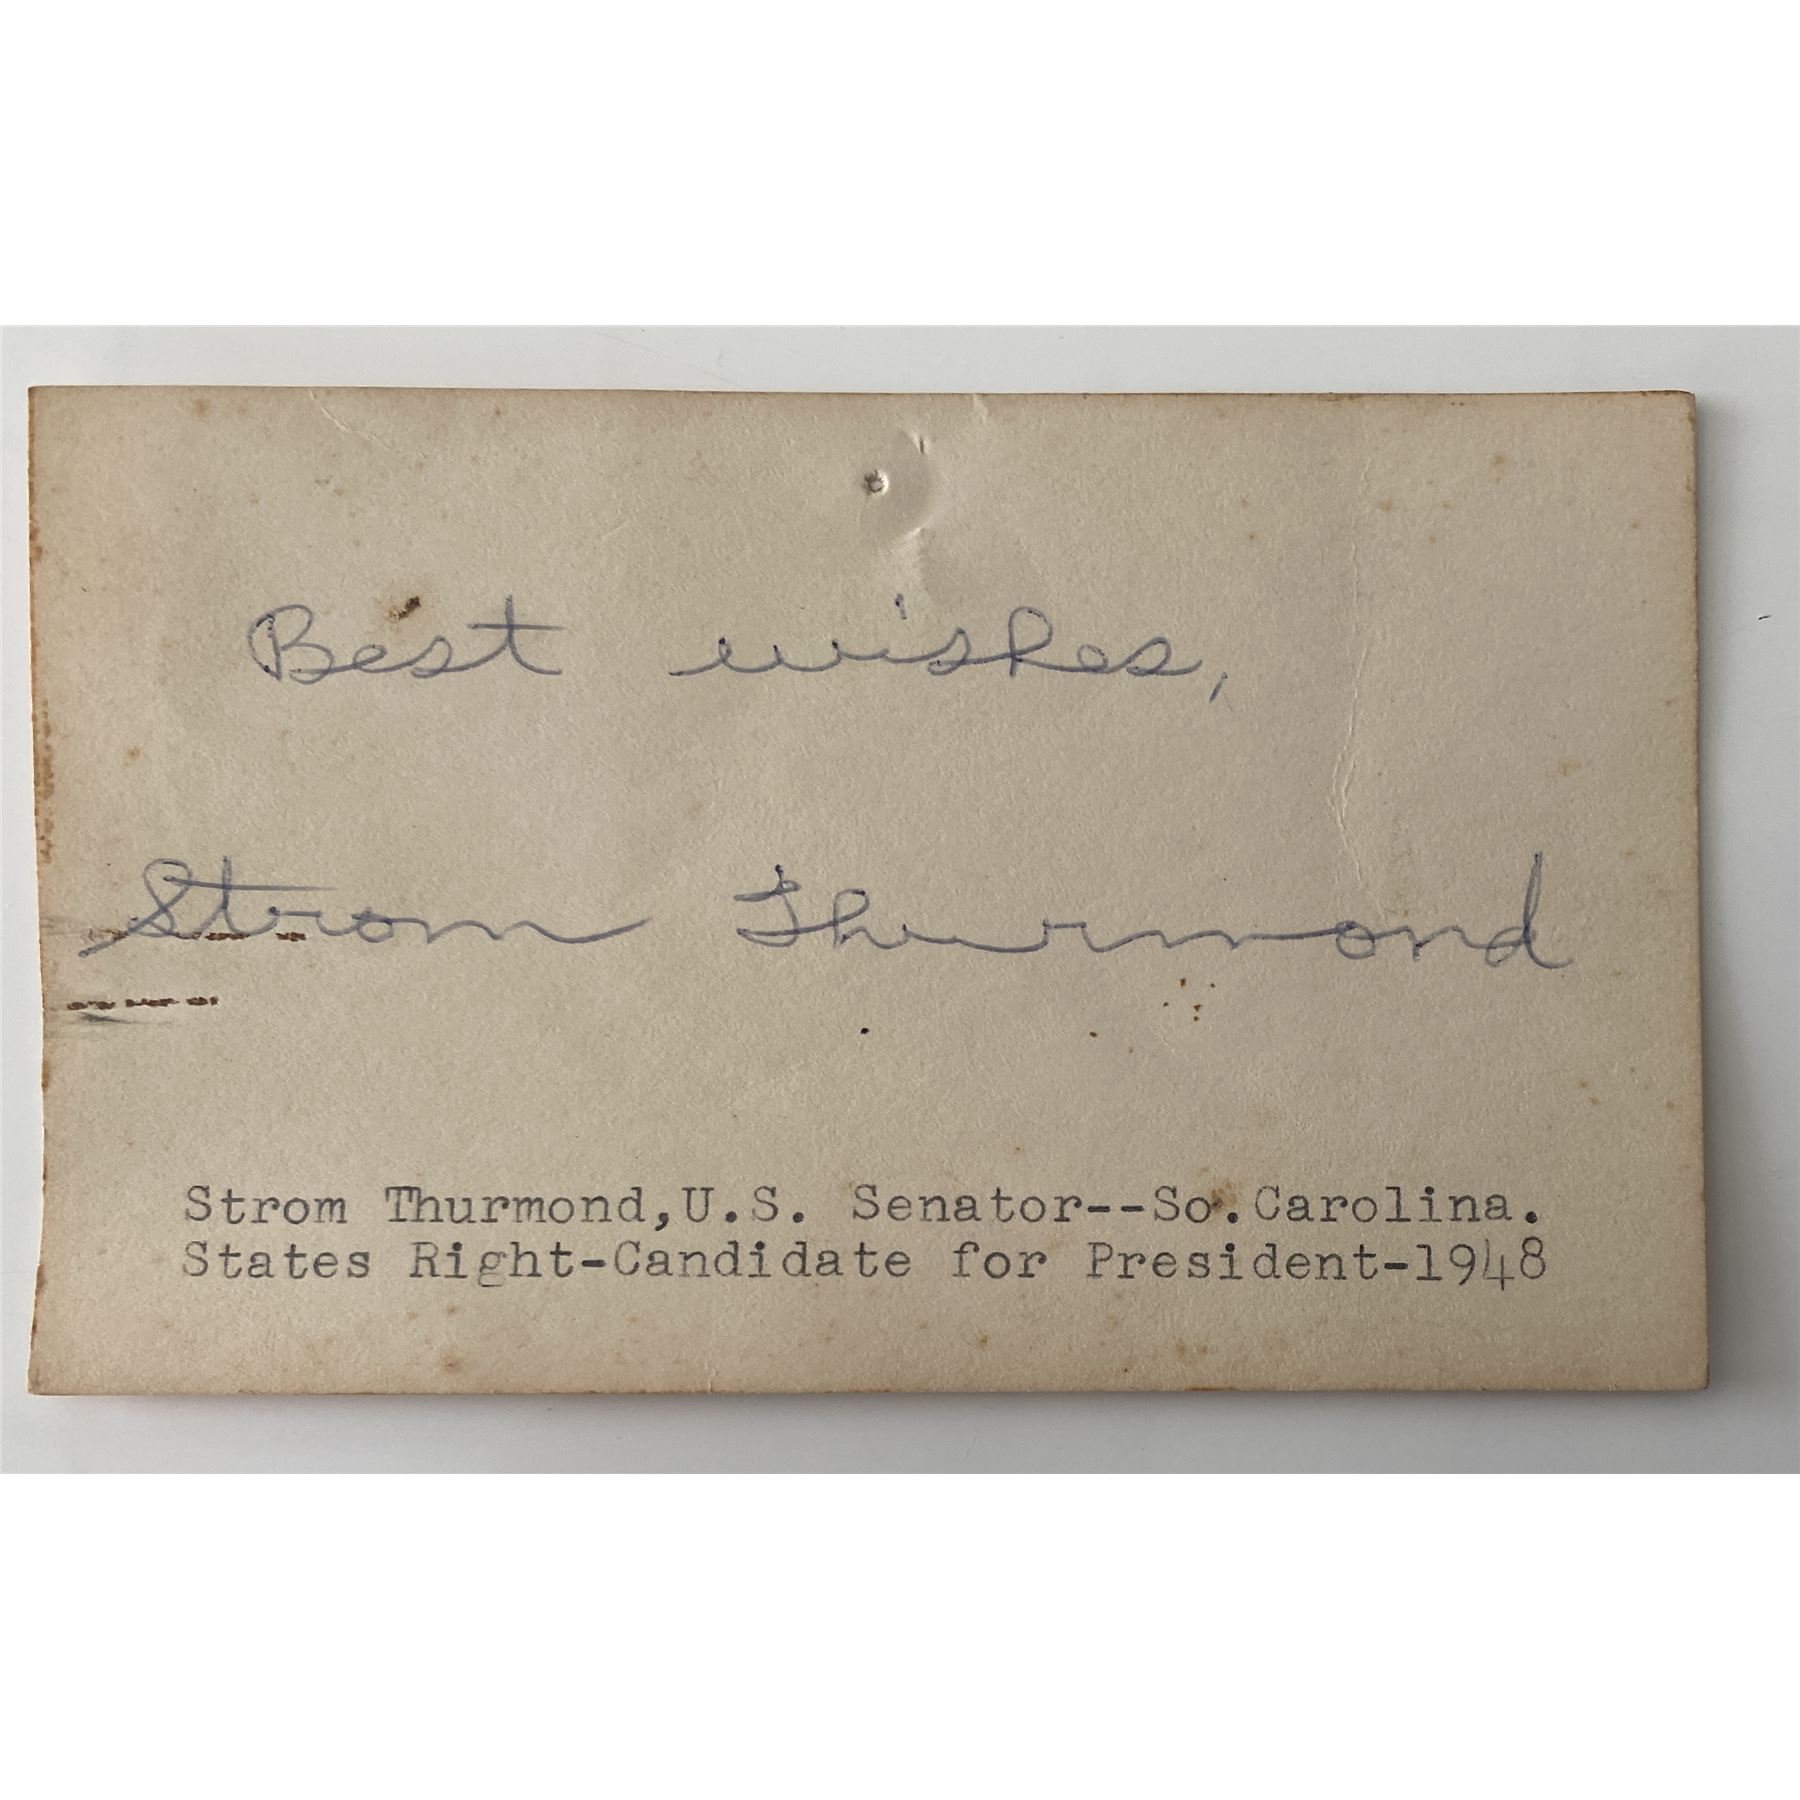 Best wishes,
Strom Thurmond
Strom Thurmond,U.S. Senator--So.Carolina.
States Right-Candidate for President-1948